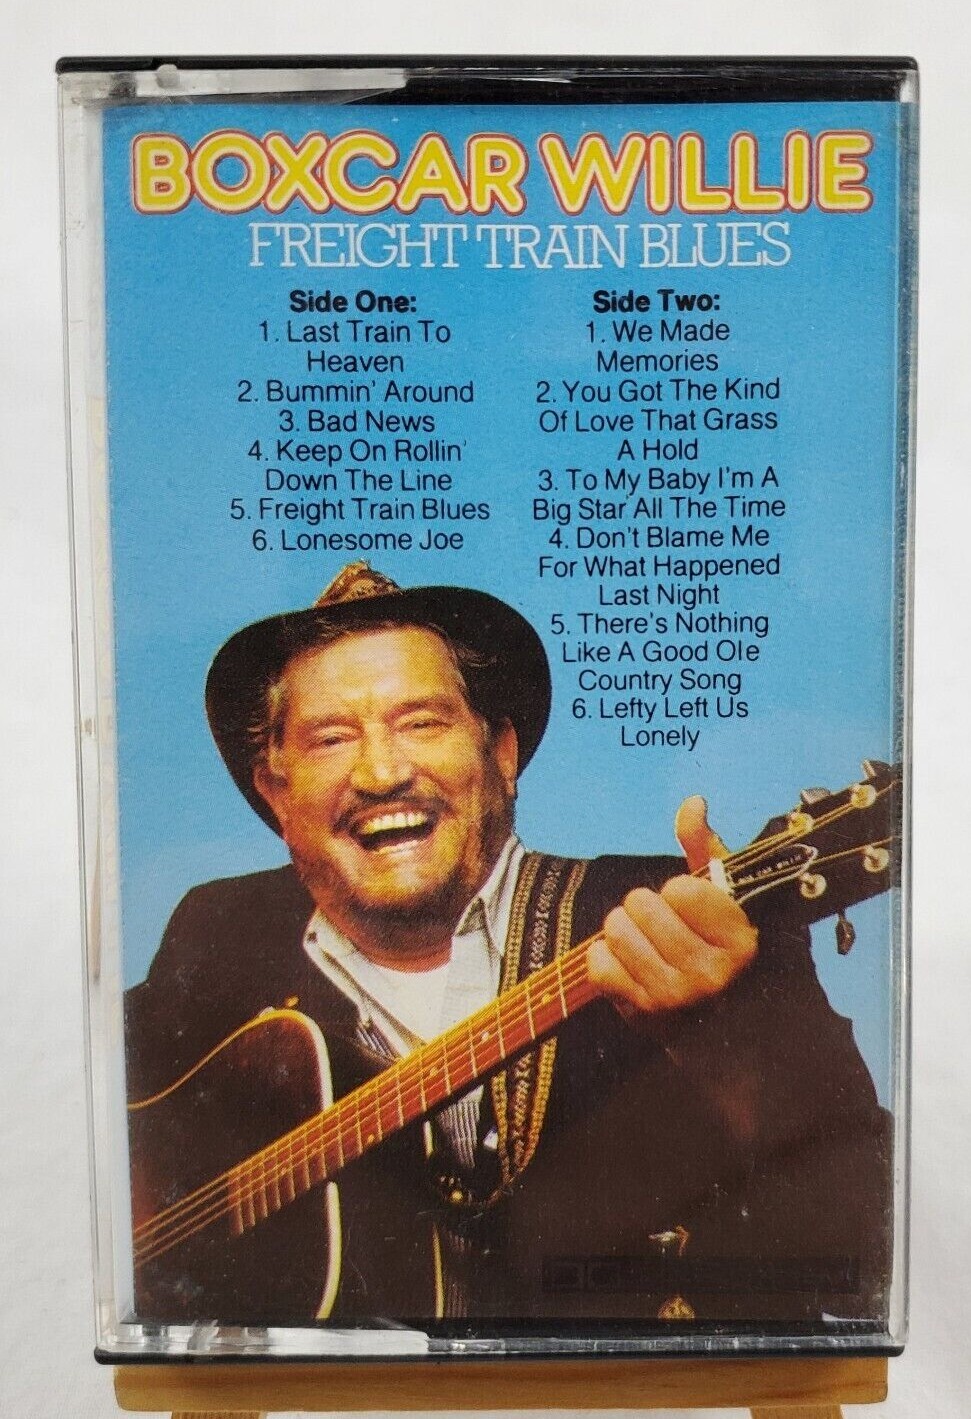 BOXCAR WILLIE
FREIGHT TRAIN BLUES
Side One:
1. Last Train To
Heaven
2. Bummin' Around
3. Bad News
4. Keep On Rollin'
Down The Line
5. Freight Train Blues
6. Lonesome Joe
Side Two:
1. We Made
Memories
2. You Got The Kind
Of Love That Grass
A Hold
3. To My Baby I'm A
Big Star All The Time
4. Don't Blame Me
For What Happened
Last Night
5. There's Nothing
Like A Good Ole
Country Song
6. Lefty Left Us
Lonely
BOX CAR WILLIE